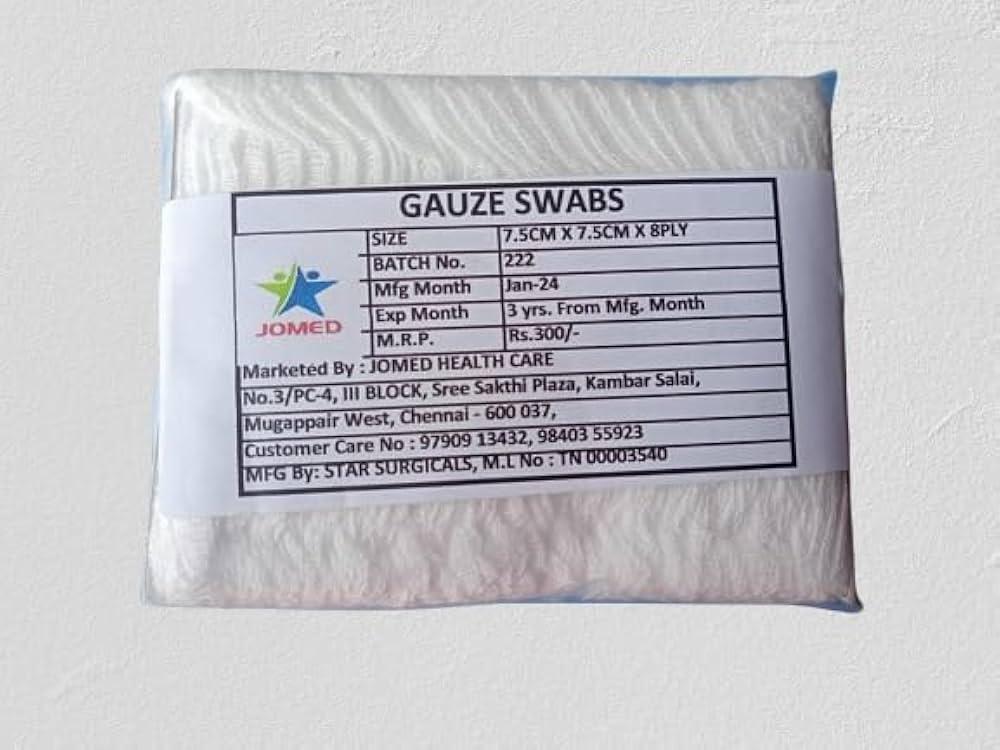 GAUZE SWABS
SIZE 7.5CM X 7.5CM X 8PLY
BATCH No. 222
Mfg Month Jan-24
Exp Month 3 yrs. From Mfg. Month
M.R.P. Rs.300/-
JOMED
Marketed By : JOMED HEALTH CARE
No.3/PC-4, III BLOCK, Sree Sakthi Plaza, Kambar Salai,
Mugappair West, Chennai - 600 037,
Customer Care No : 97909 13432, 98403 55923
MFG By: STAR SURGICALS, M.L No : TN 00003540